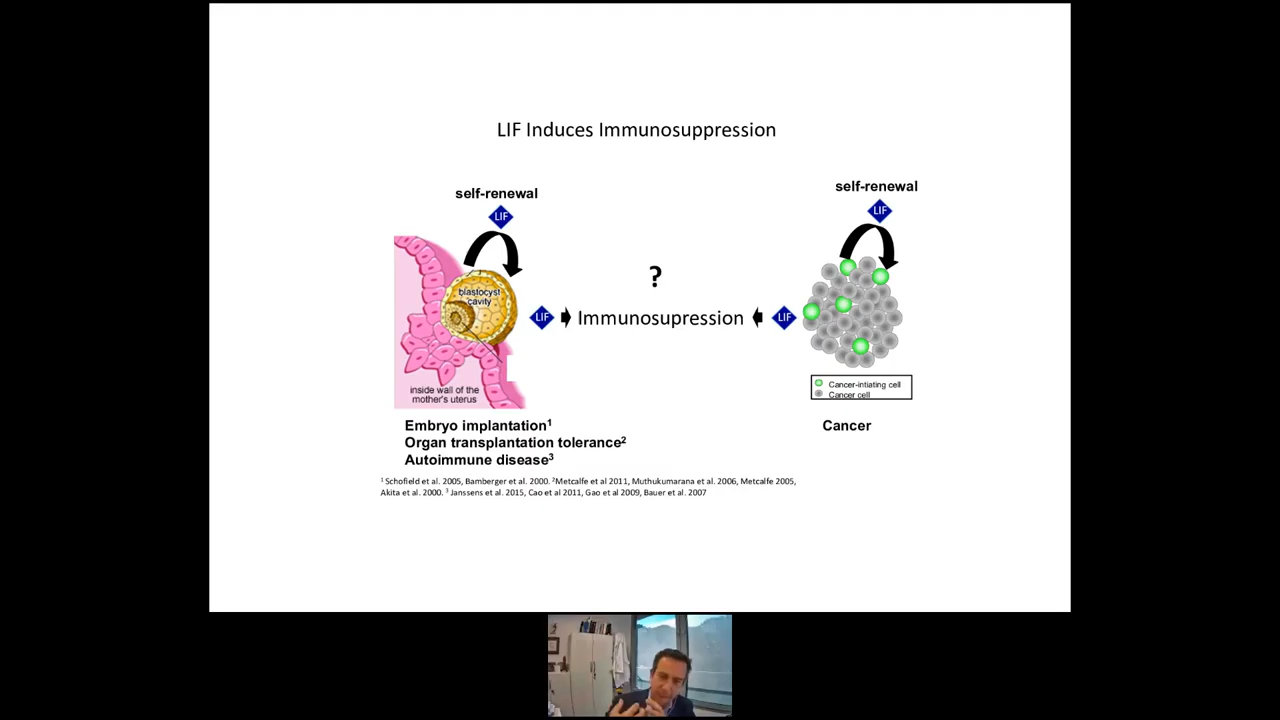 LIF Induces Immunosuppression
self-renewal
LIF
blastocyst
cavity
inside wall of the
mother's uterus
LIF
?
Immunosupression
LIF
self-renewal
LIF
Cancer-intiating cell
Cancer cell
Embryo implantation¹
Organ transplantation tolerance²
Autoimmune disease³
Cancer
¹ Schofield et al. 2005, Bamberger et al. 2000. ²Metcalfe et al 2011, Muthukumarana et al. 2006, Metcalfe 2005,
Akita et al. 2000. ³ Janssens et al. 2015, Cao et al 2011, Gao et al 2009, Bauer et al. 2007